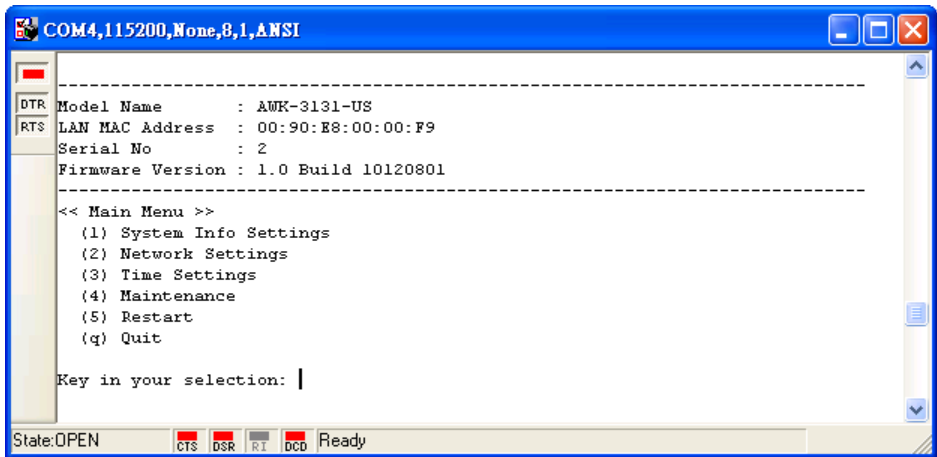 COM4,115200,None,8,1,ANSI
--------------------------------------------------------------------------
DTR
RTS
Model Name       : AWK-3131-US
LAN MAC Address  : 00:90:E8:00:00:F9
Serial No        : 2
Firmware Version : 1.0 Build 10120801
--------------------------------------------------------------------------
<< Main Menu >>
(1) System Info Settings
(2) Network Settings
(3) Time Settings
(4) Maintenance
(5) Restart
(q) Quit
Key in your selection:
State:OPEN CTS DSR RI DCD Ready